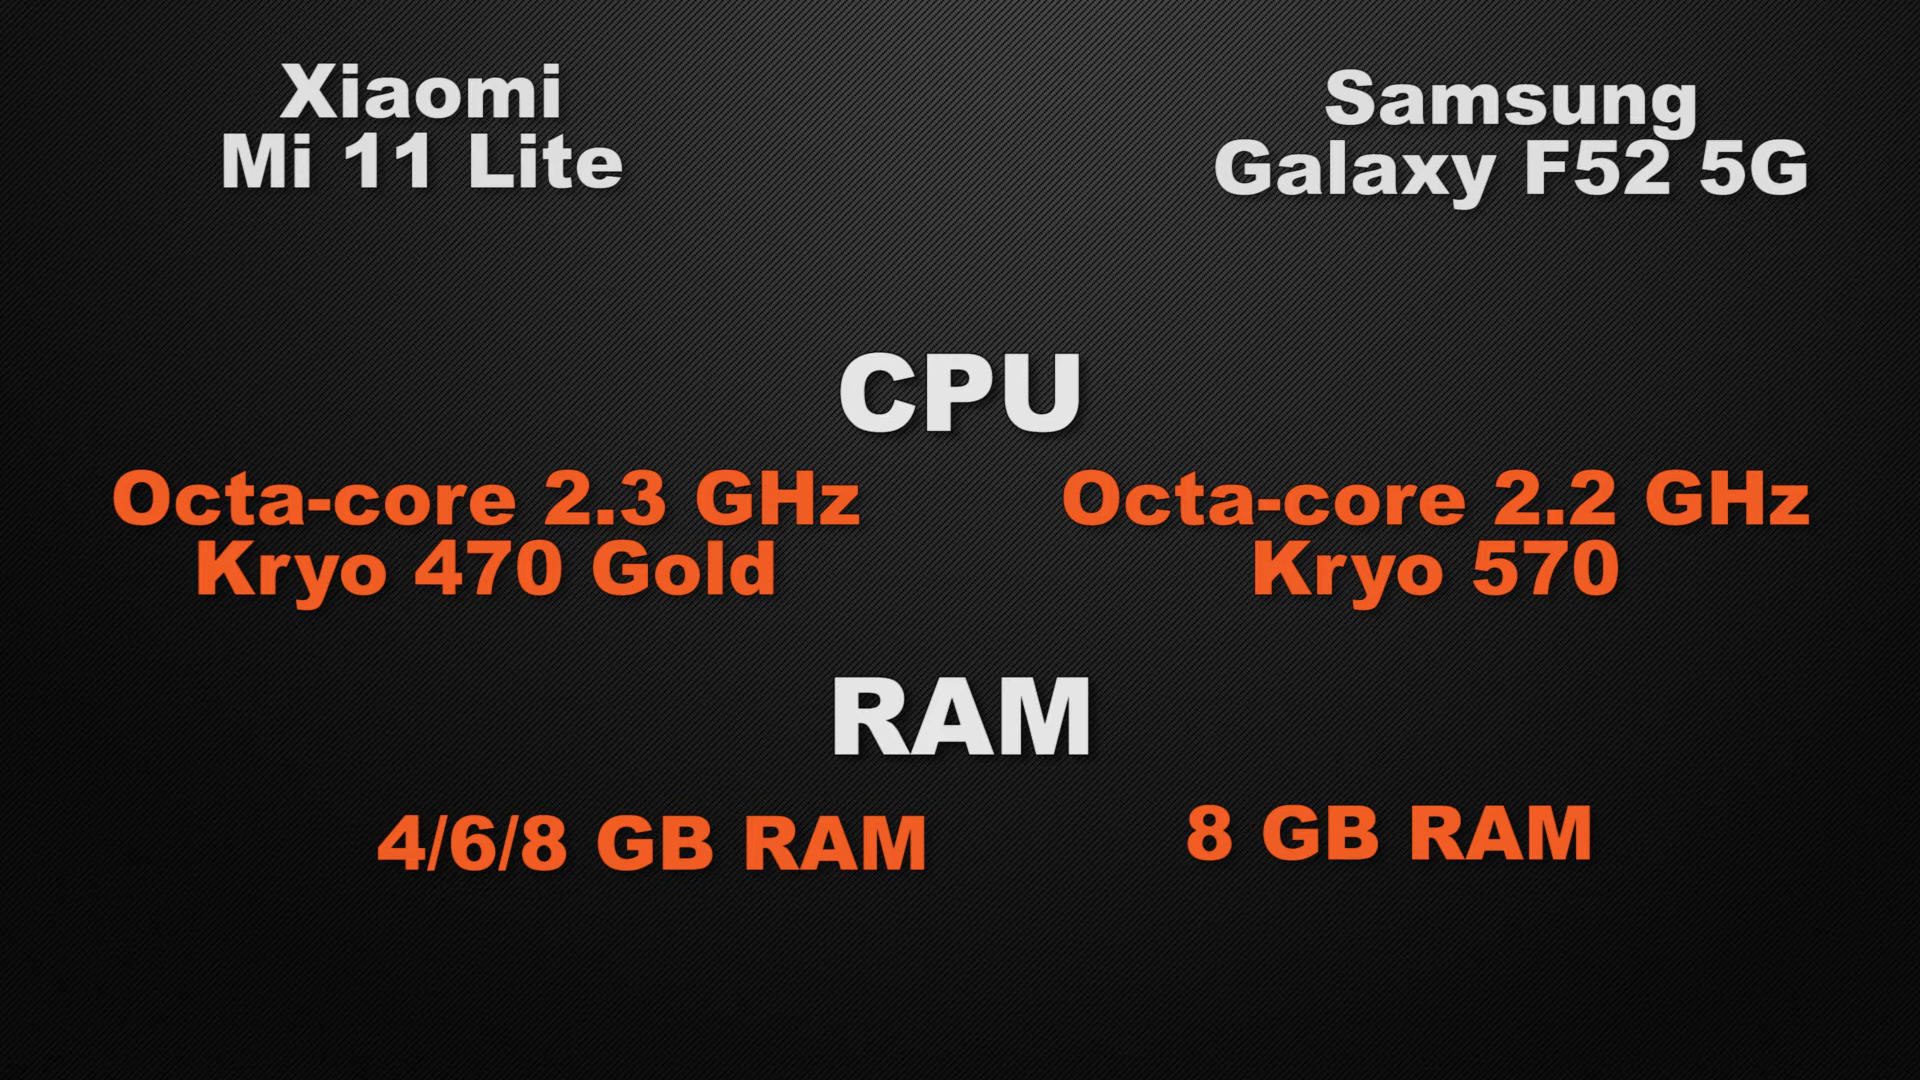 Xiaomi
Mi 11 Lite
Samsung
Galaxy F52 5G
CPU
Octa-core 2.3 GHz
Kryo 470 Gold
Octa-core 2.2 GHz
Kryo 570
RAM
4/6/8 GB RAM
8 GB RAM